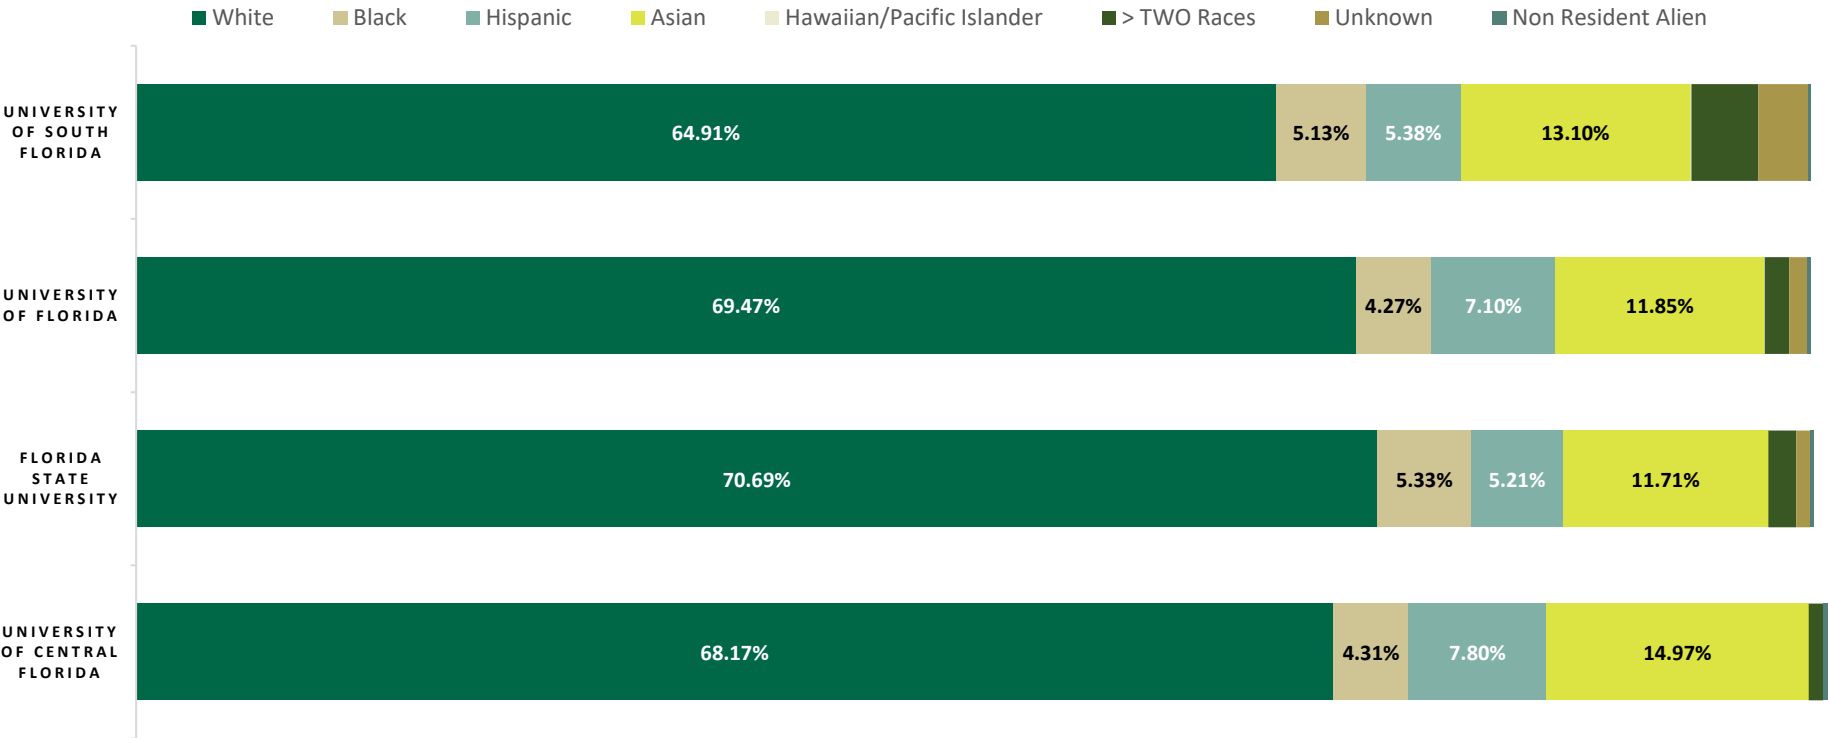 White Black Hispanic Asian Hawaiian/Pacific Islander > TWO Races Unknown Non Resident Alien
UNIVERSITY
OF SOUTH
FLORIDA
64.91% 5.13% 5.38% 13.10%
UNIVERSITY
OF FLORIDA
69.47% 4.27% 7.10% 11.85%
FLORIDA
STATE
UNIVERSITY
70.69% 5.33% 5.21% 11.71%
UNIVERSITY
OF CENTRAL
FLORIDA
68.17% 4.31% 7.80% 14.97%